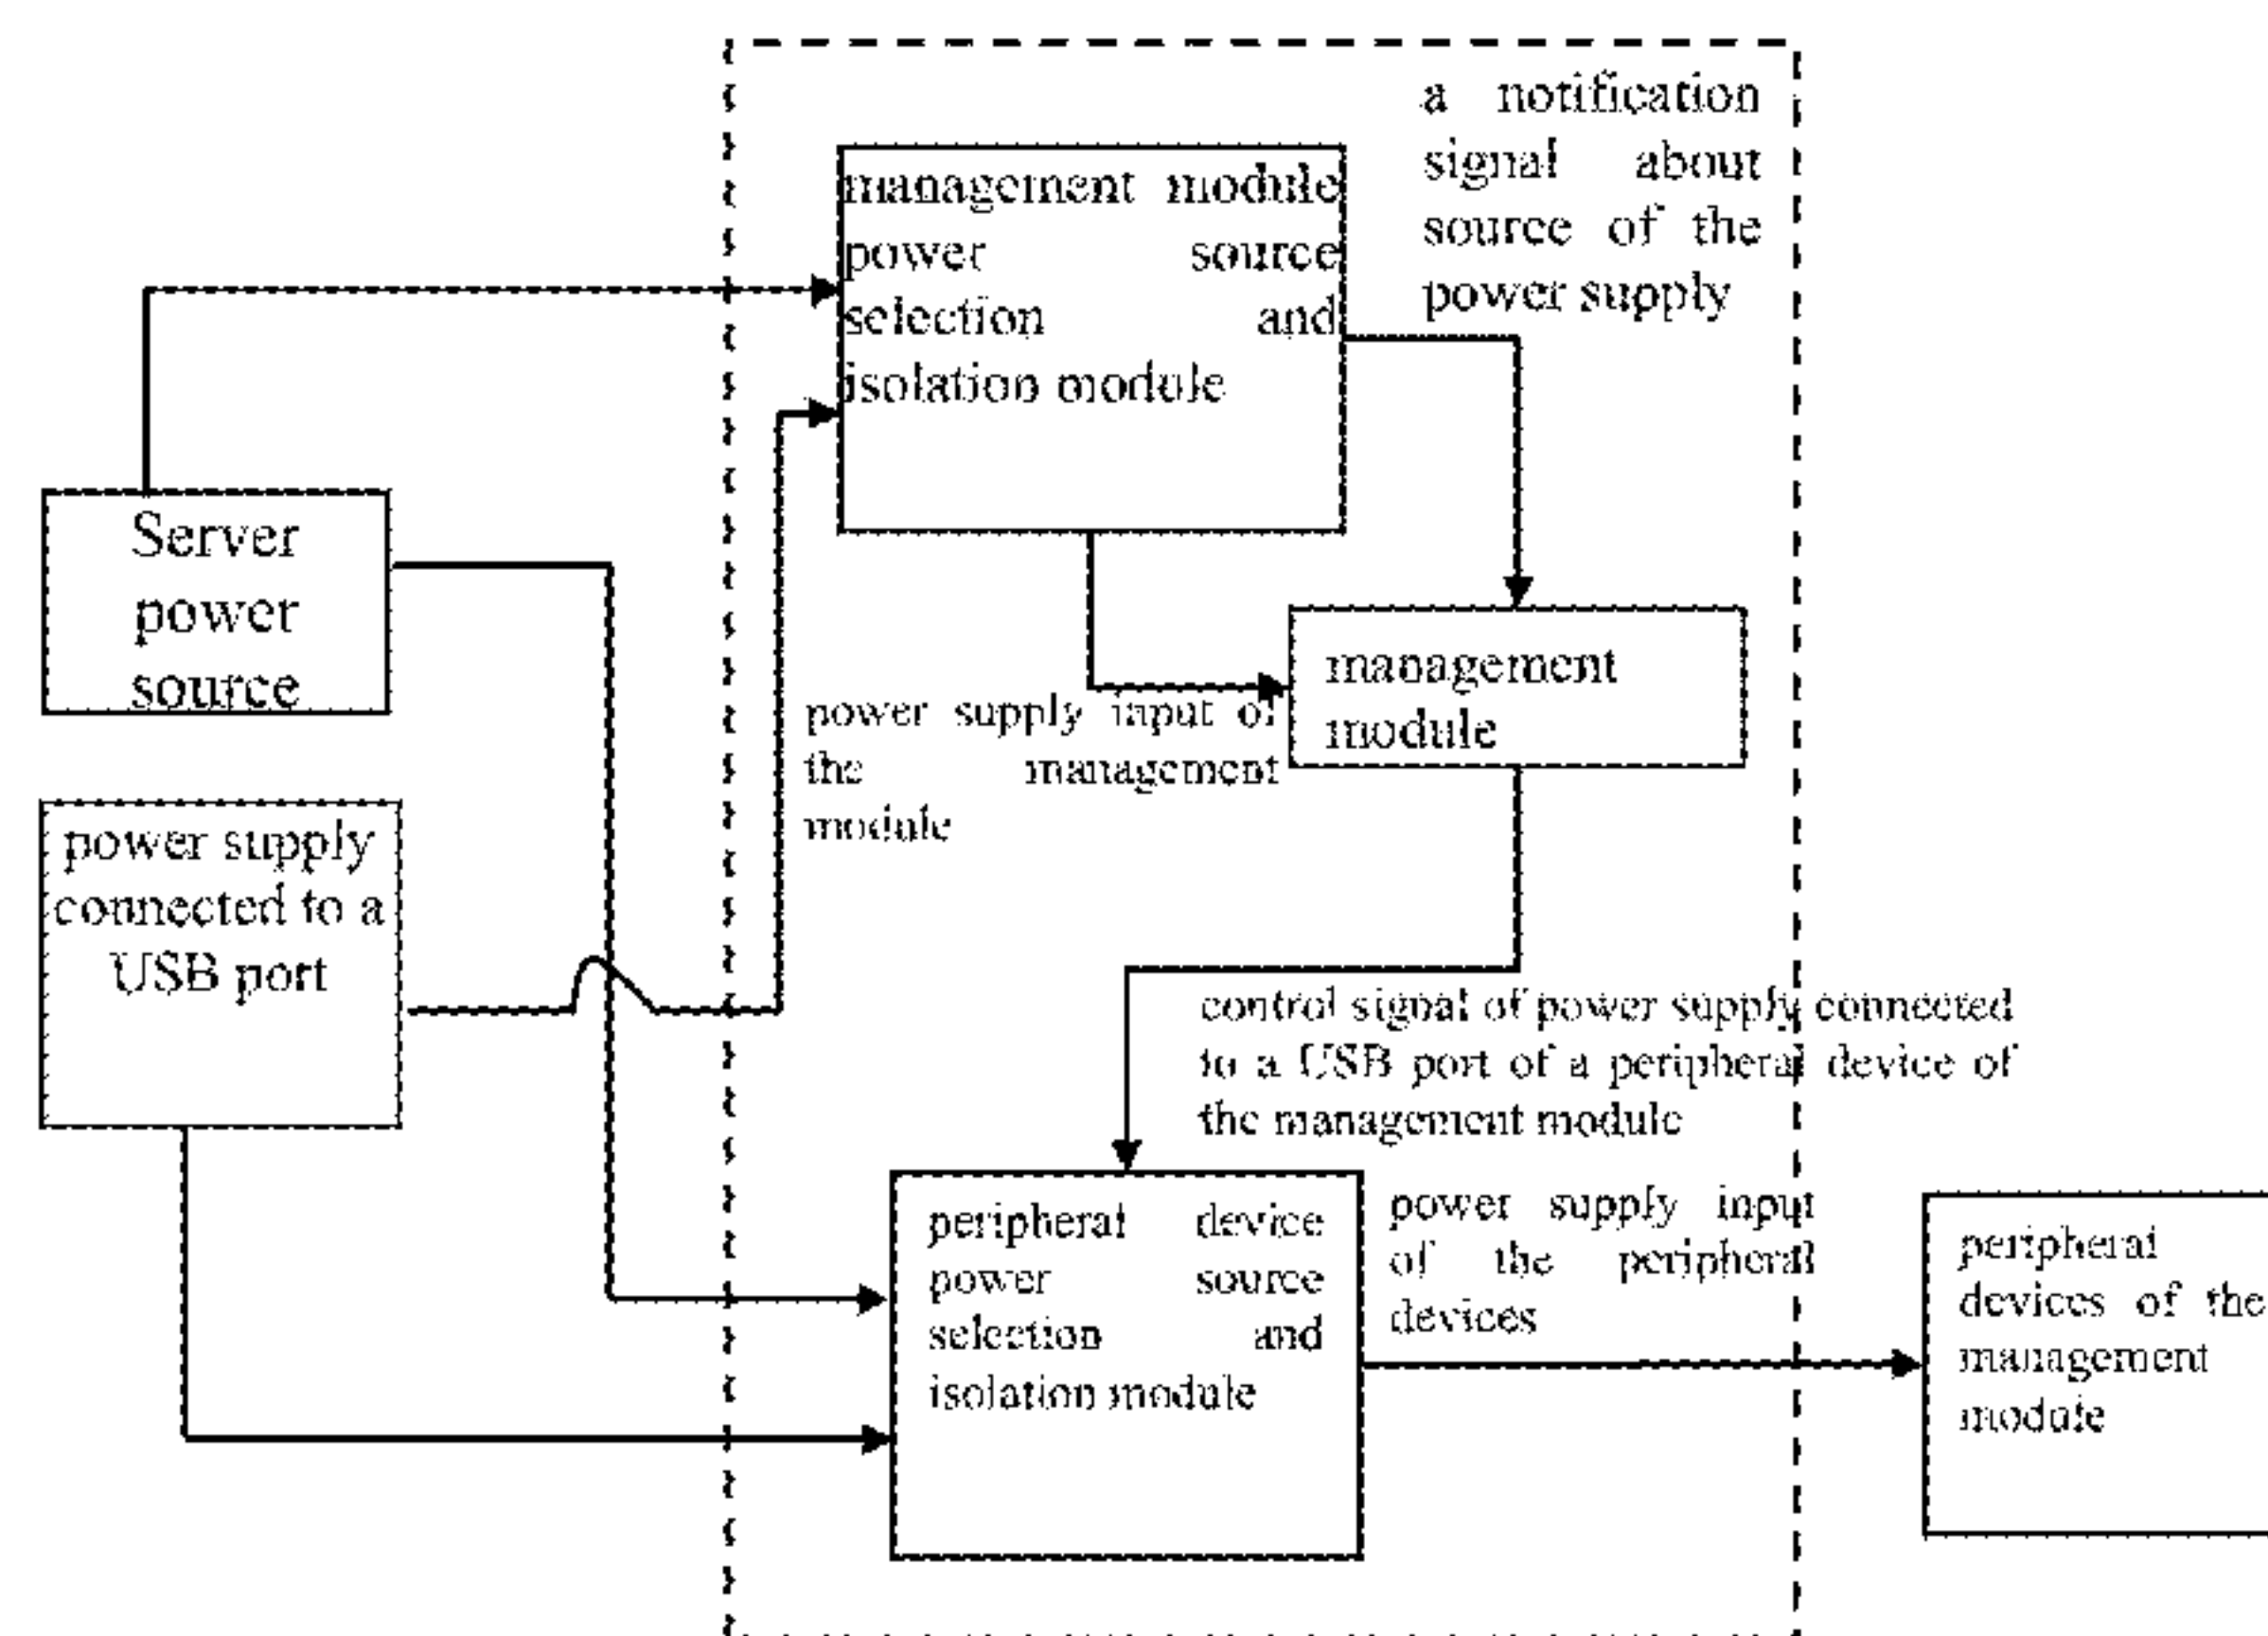 a notification
signal about
source of the
power supply
management module
power source
selection and
isolation module
Server
power
source
management
module
power supply input of
the management
module
power supply
connected to a
USB port
control signal of power supply connected
to a USB port of a peripheral device of
the management module
peripheral device
power source
selection and
isolation module
power supply input
of the peripheral
devices
peripheral
devices of the
management
module